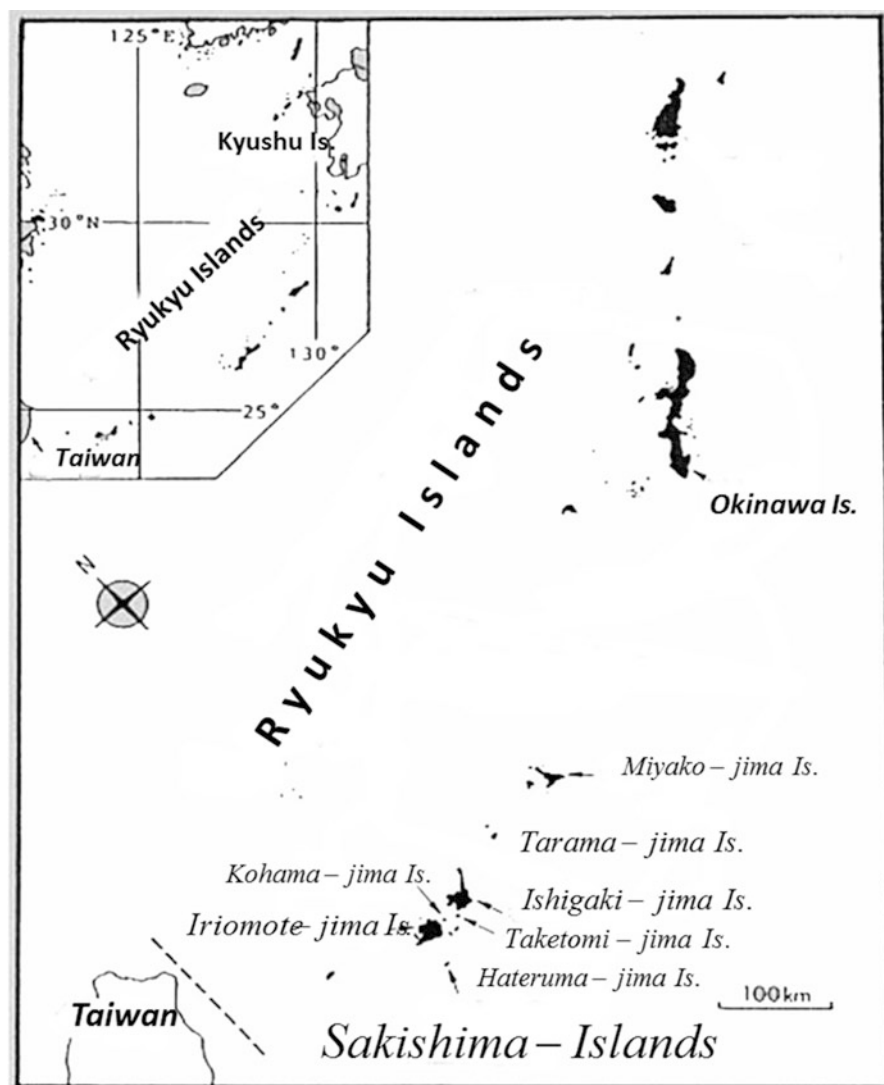 125°E
Kyushu Is.
30°N
Ryukyu Islands
130°
25°
Taiwan
Okinawa Is.
N
Ryukyu Islands
Miyako – jima Is.
Tarama – jima Is.
Kohama – jima Is.
Ishigaki – jima Is.
Iriomote – jima Is.
Taketomi – jima Is.
Hateruma – jima Is.
100km
Taiwan
Sakishima – Islands